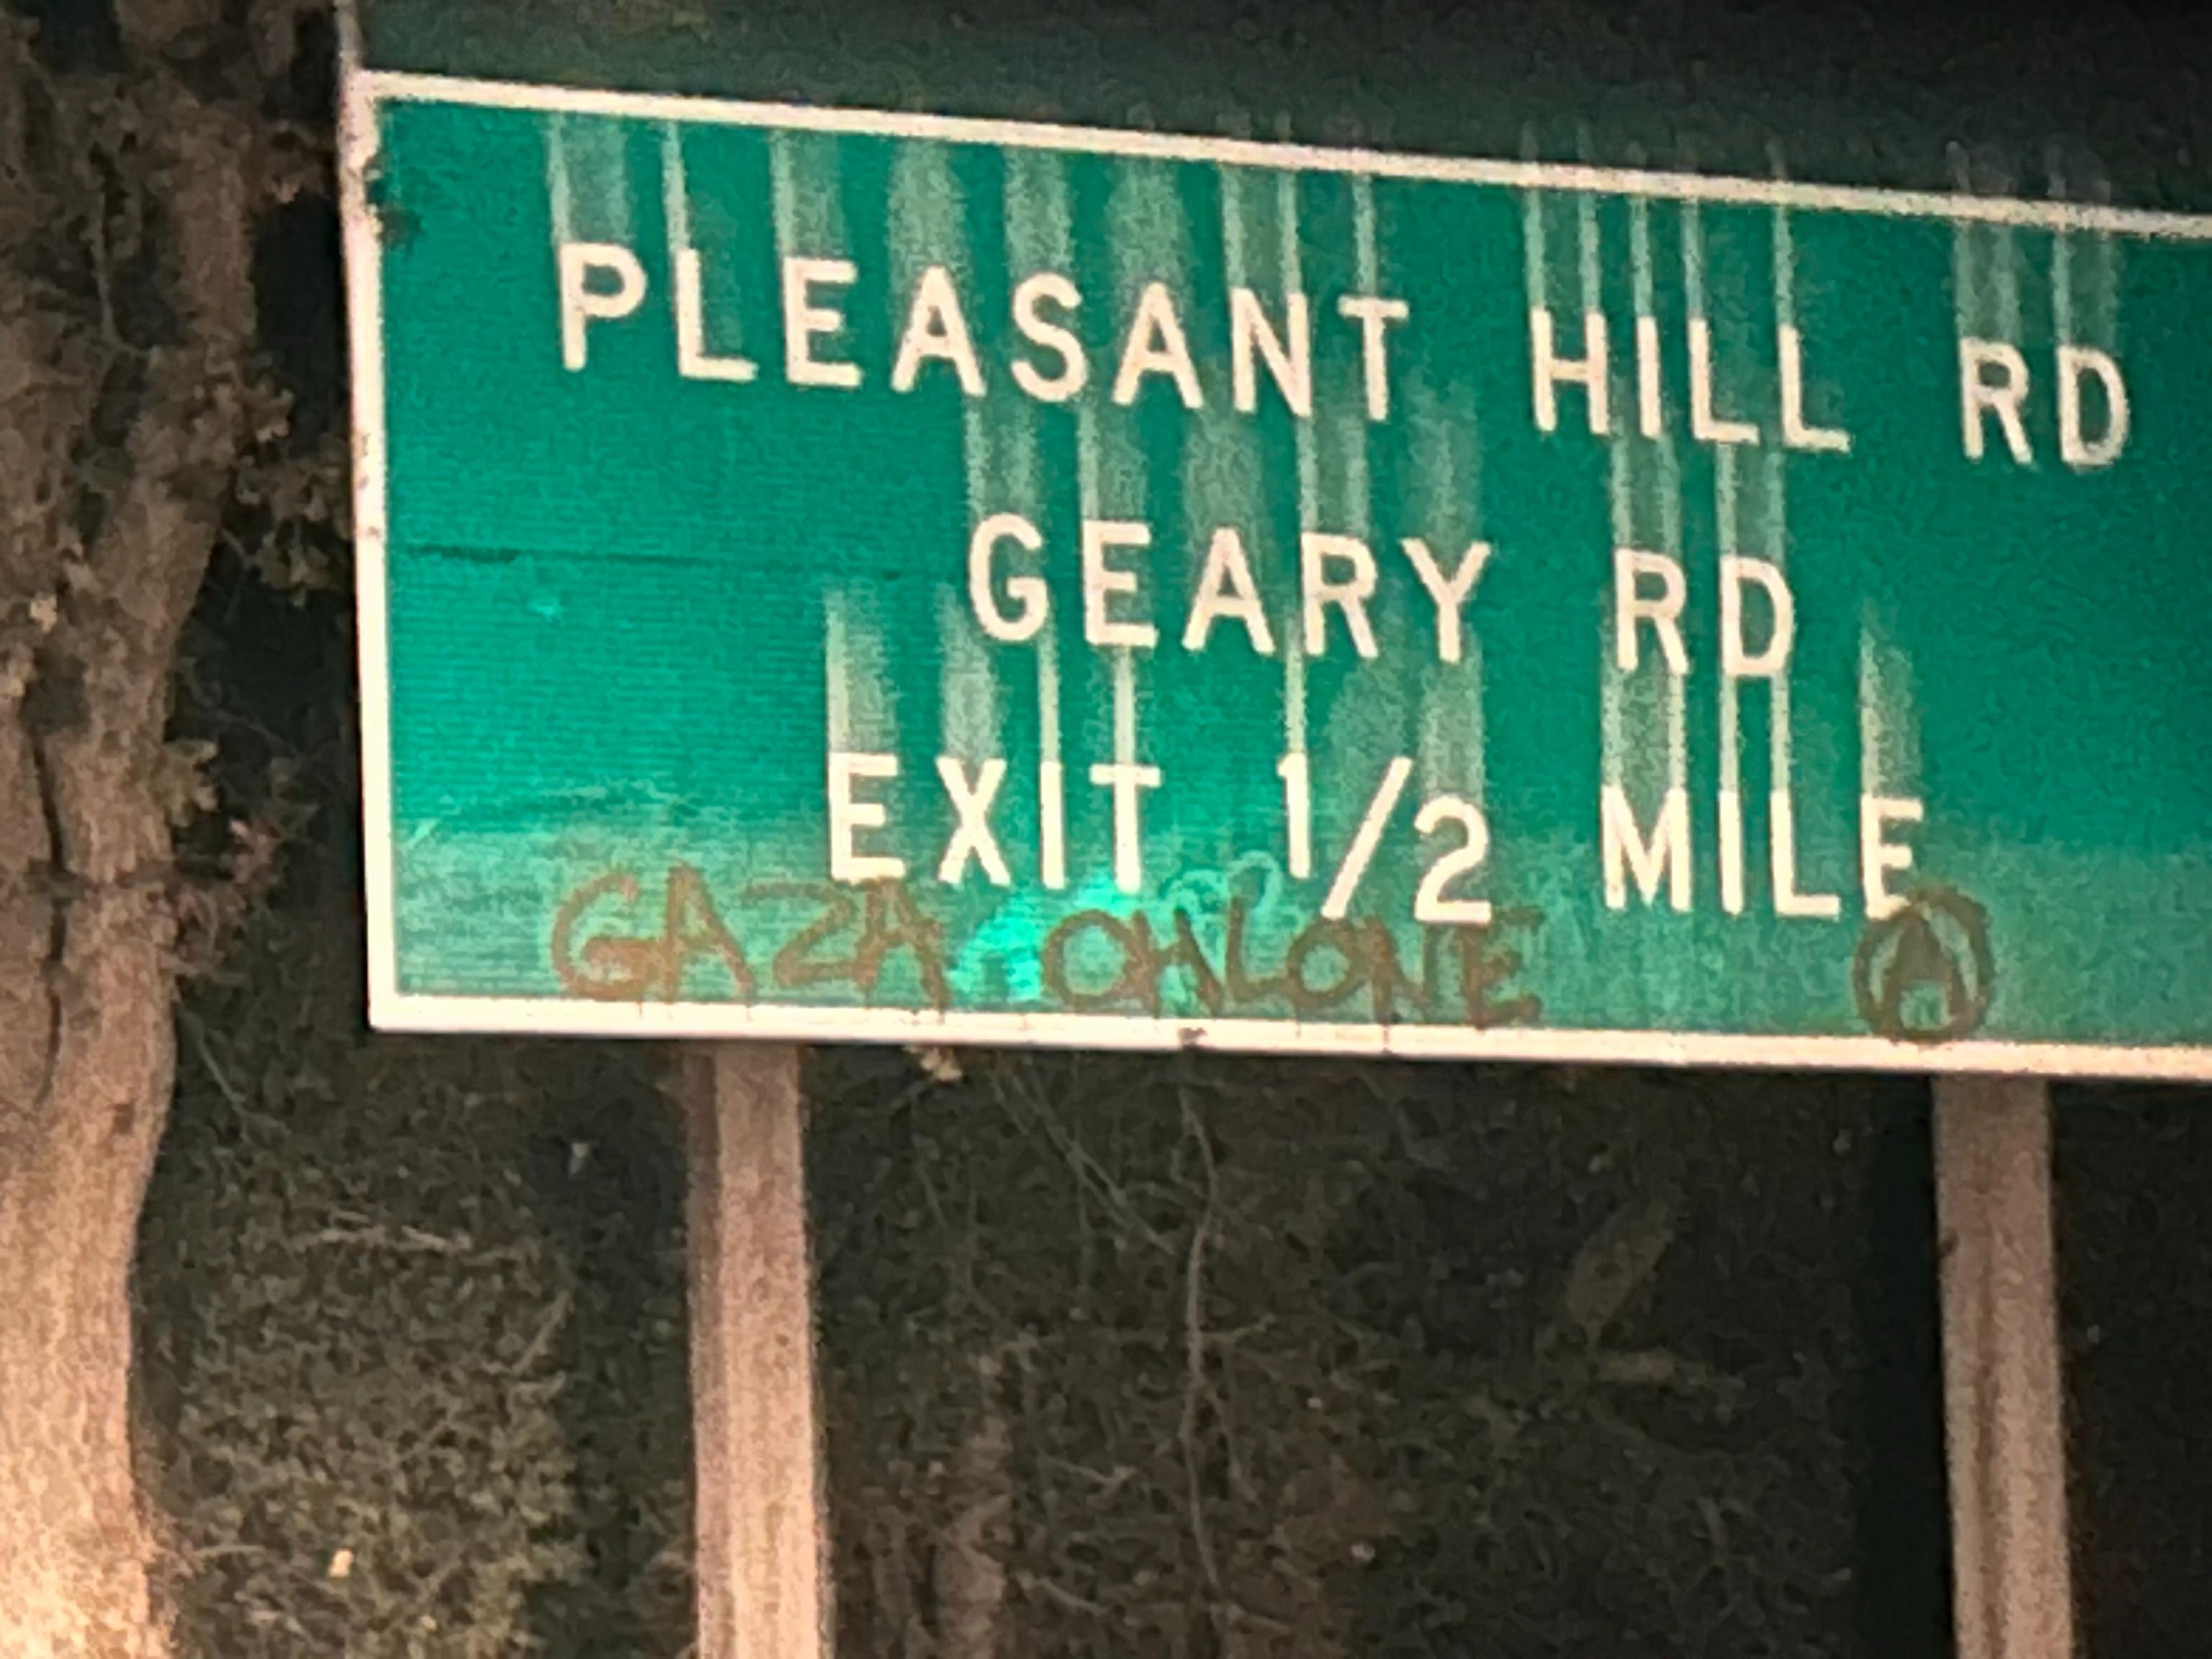 PLEASANT HILL RD
GEARY RD
EXIT 1/2 MILE
GAZA OHLONE A